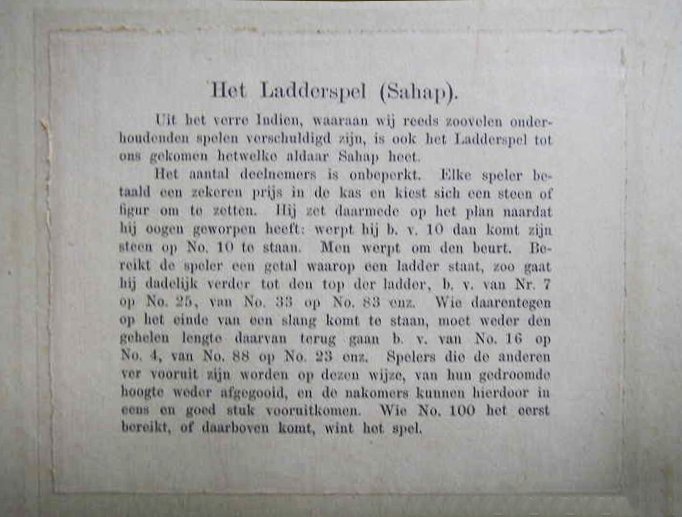 Het Ladderspel (Sahap).
Uit het verre Indien, waaraan wij reeds zoovelen onder-
houdenden spelen verschuldigd zijn, is ook het Ladderspel tot
ons gekomen hetwelke aldaar Sahap heet.
Het aantal deelnemers is onbeperkt. Elke speler be-
taald een zekeren prijs in de kas en kiest sich een steen of
figur om te zetten. Hij zet daarmede op het plan naardat
hij oogen geworpen heeft: werpt hij b. v. 10 dan komt zijn
steen op No. 10 te staan. Men werpt om den beurt. Be-
reikt de speler een getal waarop een ladder staat, zoo gaat
hij dadelijk verder tot den top der ladder, b. v. van Nr. 7
op No. 25, van No. 33 op No. 83 enz. Wie daarentegen
op het einde van een slang komt te staan, moet weder den
geheelen lengte daarvan terug gaan b. v. van No. 16 op
No. 4, van No. 88 op No. 23 enz. Spelers die de anderen
ver vooruit zijn worden op dezen wijze, van hun gedroomde
hoogte weder afgegooid, en de nakomers kunnen hierdoor in
eens en goed stuk vooruitkomen. Wie No. 100 het eerst
bereikt, of daarboven komt, wint het spel.